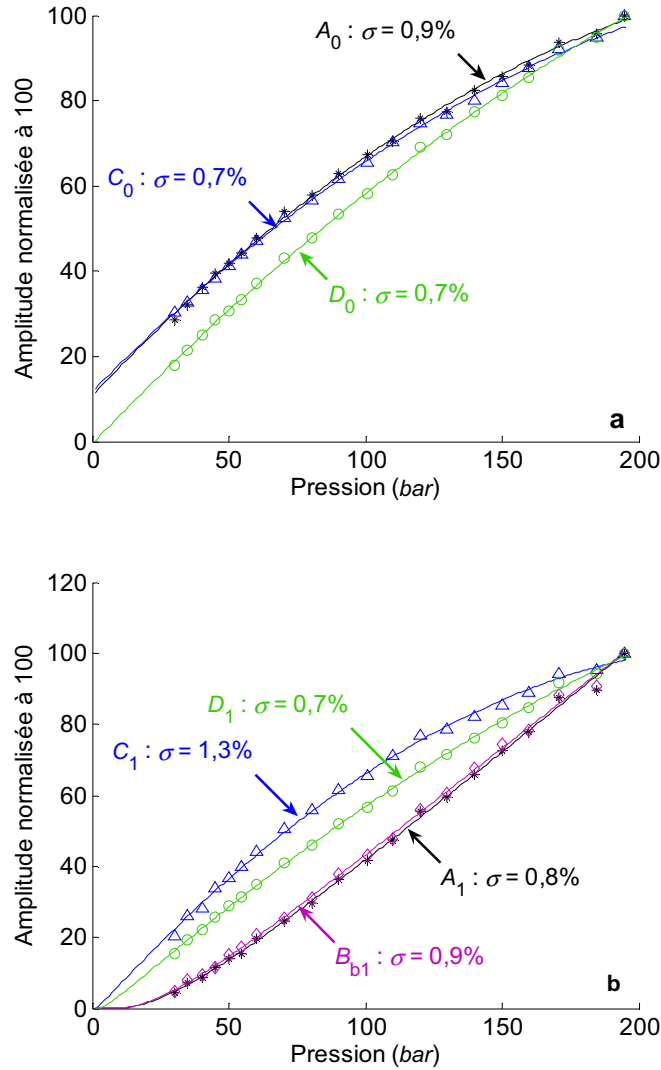 100
80
60
40
20
0
Amplitude normalisée à 100
A0 : σ = 0,9%
C0 : σ = 0,7%
D0 : σ = 0,7%
a
0 50 100 150 200
Pression (bar)
120
100
80
60
40
20
0
Amplitude normalisée à 100
D1 : σ = 0,7%
C1 : σ = 1,3%
A1 : σ = 0,8%
Bb1 : σ = 0,9%
b
0 50 100 150 200
Pression (bar)